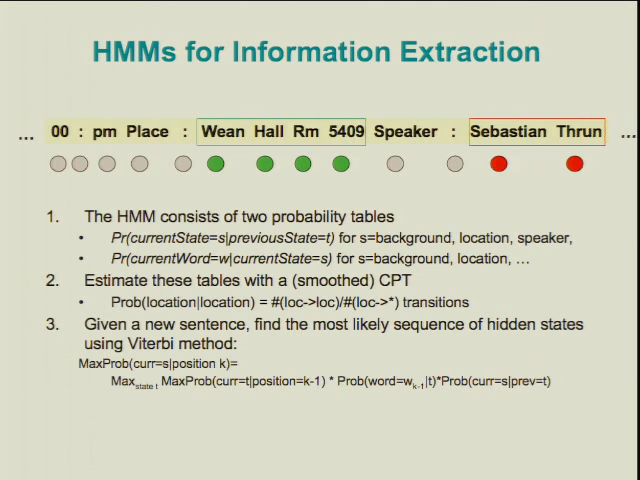 HMMs for Information Extraction
... 00 : pm Place : Wean Hall Rm 5409 Speaker : Sebastian Thrun ...
1. The HMM consists of two probability tables
• Pr(currentState=s|previousState=t) for s=background, location, speaker,
• Pr(currentWord=w|currentState=s) for s=background, location, …
2. Estimate these tables with a (smoothed) CPT
• Prob(location|location) = #(loc->loc)/#(loc->*) transitions
3. Given a new sentence, find the most likely sequence of hidden states
using Viterbi method:
MaxProb(curr=s|position k)=
Maxstate t MaxProb(curr=t|position=k-1) * Prob(word=wk-1|t)*Prob(curr=s|prev=t)